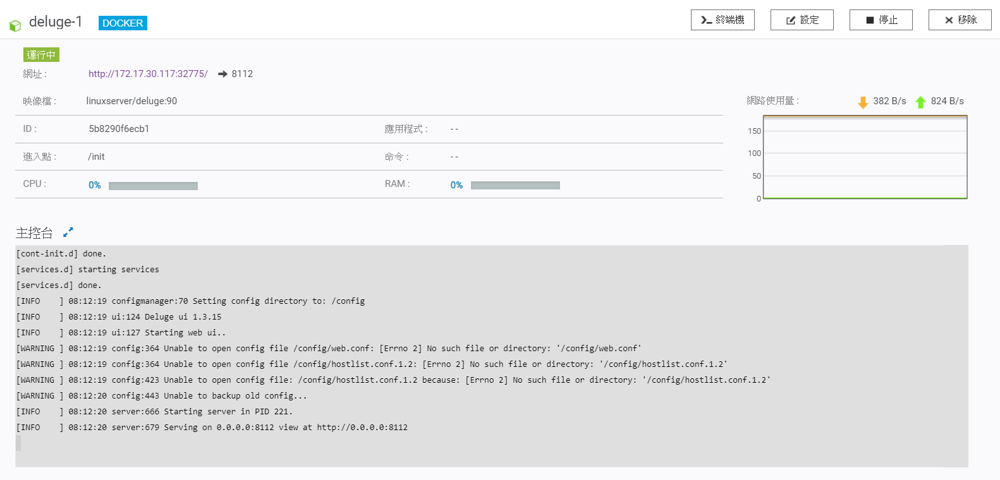 deluge-1 DOCKER 終端機 設定 停止 移除
運行中
網址 : http://172.17.30.117:32775/ 8112
映像檔 : linuxserver/deluge:90
ID : 5b8290f6ecb1 應用程式 : --
進入點 : /init 命令 : --
CPU : 0% RAM : 0%
網路使用量 : 382 B/s 824 B/s
150
100
50
0
主控台
[cont-init.d] done.
[services.d] starting services
[services.d] done.
[INFO    ] 08:12:19 configmanager:70 Setting config directory to: /config
[INFO    ] 08:12:19 ui:124 Deluge ui 1.3.15
[INFO    ] 08:12:19 ui:127 Starting web ui..
[WARNING ] 08:12:19 config:364 Unable to open config file /config/web.conf: [Errno 2] No such file or directory: '/config/web.conf'
[WARNING ] 08:12:19 config:364 Unable to open config file /config/hostlist.conf.1.2: [Errno 2] No such file or directory: '/config/hostlist.conf.1.2'
[WARNING ] 08:12:19 config:423 Unable to open config file: /config/hostlist.conf.1.2 because: [Errno 2] No such file or directory: '/config/hostlist.conf.1.2'
[WARNING ] 08:12:20 config:443 Unable to backup old config...
[INFO    ] 08:12:20 server:666 Starting server in PID 221.
[INFO    ] 08:12:20 server:679 Serving on 0.0.0.0:8112 view at http://0.0.0.0:8112